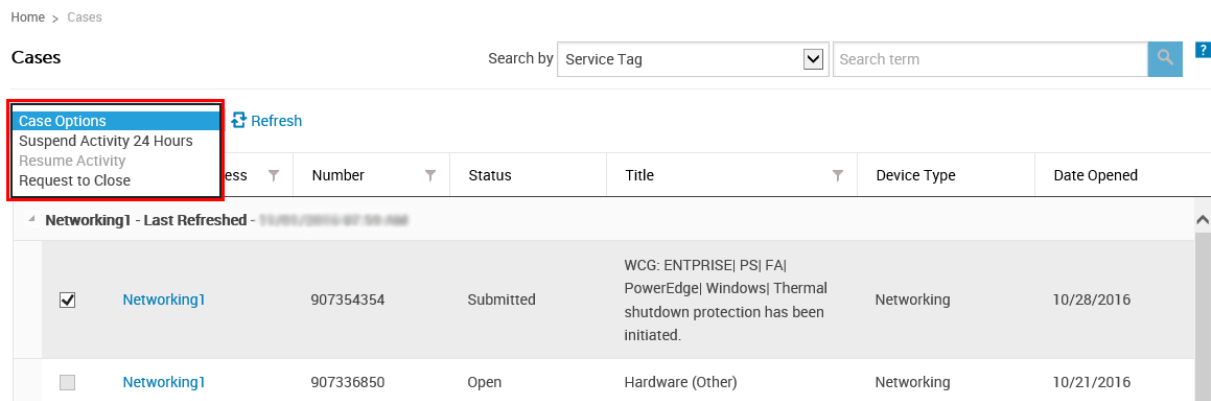 Home > Cases
Cases
Search by Service Tag Search term ?
Case Options
Refresh
Suspend Activity 24 Hours
Resume Activity
Request to Close
ess Number Status Title Device Type Date Opened
Networking1 - Last Refreshed -
WCG: ENTPRISE| PS| FA|
PowerEdge| Windows| Thermal
shutdown protection has been
initiated.
Networking1 907354354 Submitted Networking 10/28/2016
Networking1 907336850 Open Hardware (Other) Networking 10/21/2016